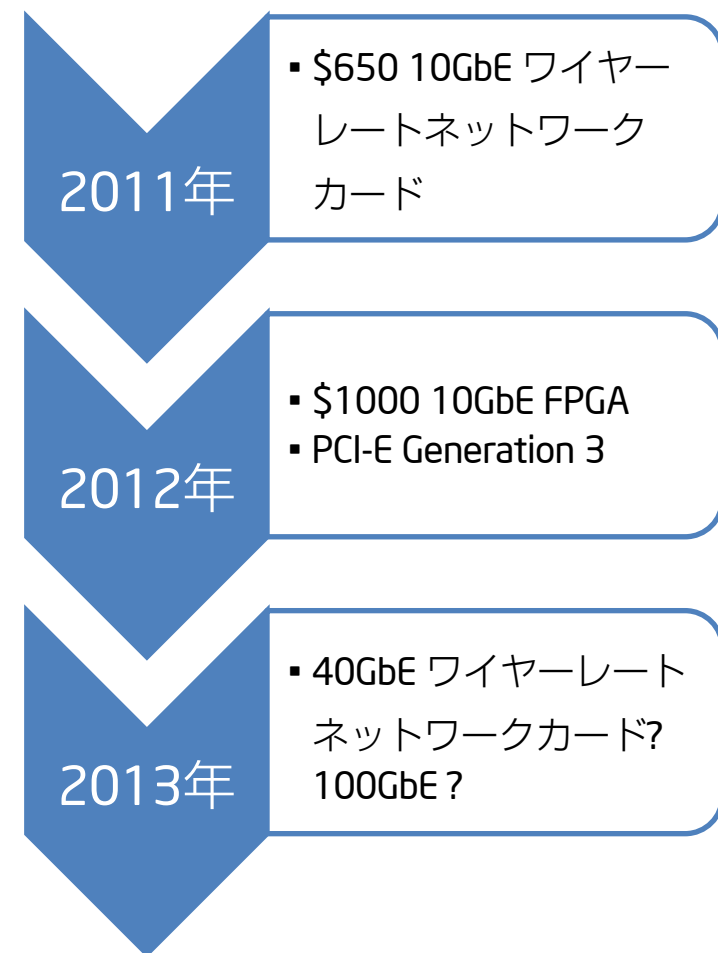 2011年
▪ $650 10GbE ワイヤー
レートネットワーク
カード
2012年
▪ $1000 10GbE FPGA
▪ PCI-E Generation 3
2013年
▪ 40GbE ワイヤーレート
ネットワークカード?
100GbE ?